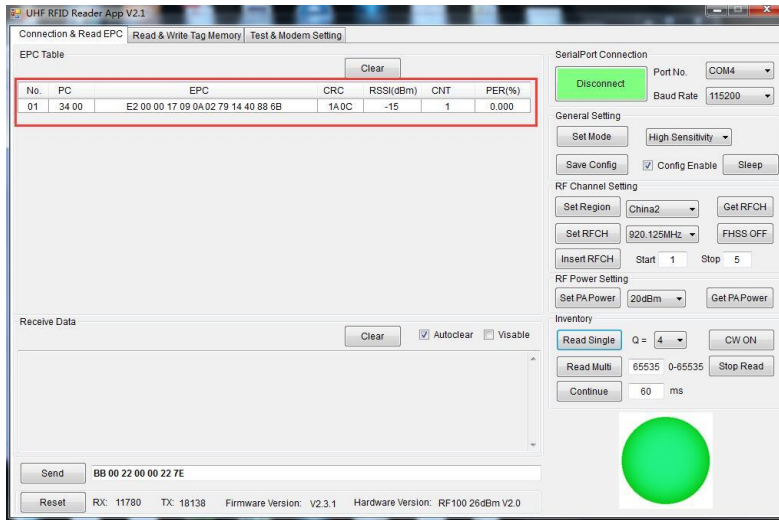 UHF RFID Reader App V2.1
Connection & Read EPC Read & Write Tag Memory Test & Modem Setting
EPC Table
Clear
No. PC EPC CRC RSSI(dBm) CNT PER(%)
01 34 00 E2 00 00 17 09 0A 02 79 14 40 88 6B 1A0C -15 1 0.000
Receive Data
Clear Autoclear Visable
Send BB 00 22 00 00 22 7E
Reset RX: 11780 TX: 18138 Firmware Version: V2.3.1 Hardware Version: RF100 26dBm V2.0
SerialPort Connection
Disconnect
Port No. COM4
Baud Rate 115200
General Setting
Set Mode High Sensitivity
Save Config Config Enable Sleep
RF Channel Setting
Set Region China2 Get RFCH
Set RFCH 920.125MHz FHSS OFF
Insert RFCH Start 1 Stop 5
RF Power Setting
Set PA Power 20dBm Get PA Power
Inventory
Read Single Q = 4 CW ON
Read Multi 65535 0-65535 Stop Read
Continue 60 ms